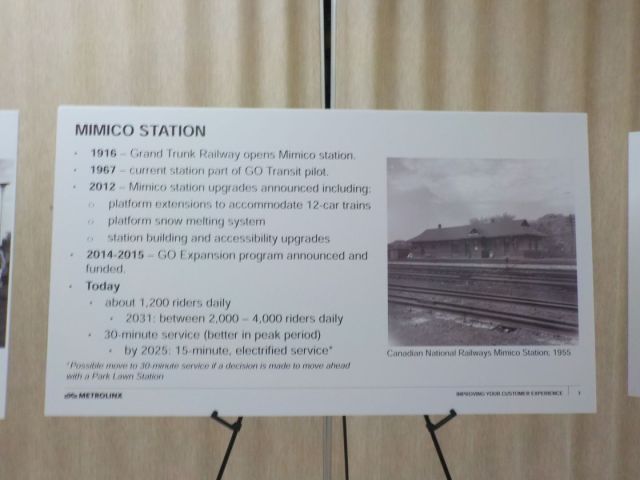 MIMICO STATION
• 1916 – Grand Trunk Railway opens Mimico station.
• 1967 – current station part of GO Transit pilot.
• 2012 – Mimico station upgrades announced including:
○ platform extensions to accommodate 12-car trains
○ platform snow melting system
○ station building and accessibility upgrades
• 2014-2015 – GO Expansion program announced and
funded.
• Today
• about 1,200 riders daily
• 2031: between 2,000 – 4,000 riders daily
• 30-minute service (better in peak period)
• by 2025: 15-minute, electrified service*
*Possible move to 30-minute service if a decision is made to move ahead
with a Park Lawn Station
Canadian National Railways Mimico Station, 1955
METROLINX
IMPROVING YOUR CUSTOMER EXPERIENCE